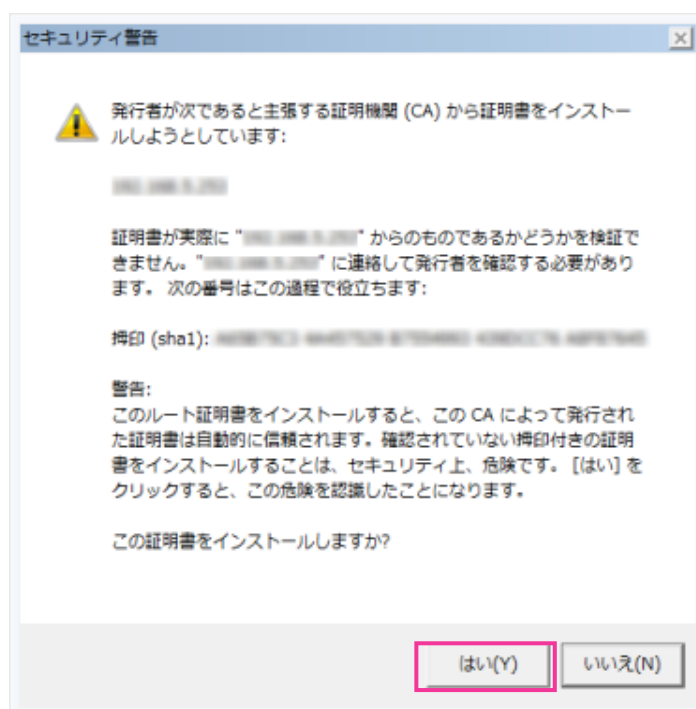 セキュリティ警告
発行者が次であると主張する証明機関 (CA) から証明書をインストー
ルしようとしています:
証明書が実際に " " からのものであるかどうかを検証で
きません。" " に連絡して発行者を確認する必要があり
ます。 次の番号はこの過程で役立ちます:
拇印 (sha1):
警告:
このルート証明書をインストールすると、この CA によって発行され
た証明書は自動的に信頼されます。確認されていない拇印付きの証明
書をインストールすることは、セキュリティ上、危険です。 [はい] を
クリックすると、この危険を認識したことになります。
この証明書をインストールしますか?
はい(Y) いいえ(N)